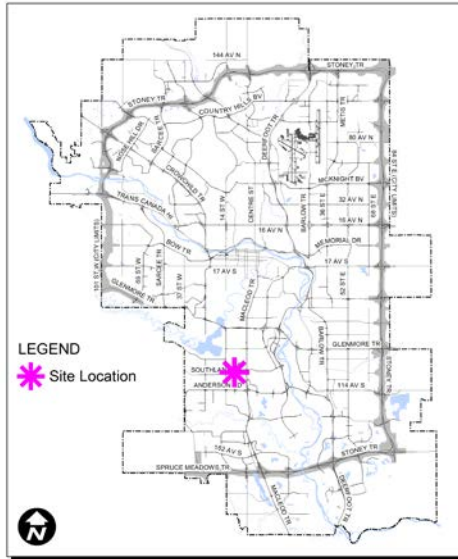 144 AV N
STONEY TR
STONEY TR
COUNTRY HILLS BV
METIS TR
NOSE HILL DR
SARCEE TR
DEERFOOT TR
80 AV N
CROWCHILD TR
MCKNIGHT BV
84 ST E (CITY LIMITS)
TRANS CANADA HI
14 ST W
CENTRE ST
BARLOW TR
36 ST E
32 AV N
68 ST E
16 AV N
16 AV N
BOW TR
MEMORIAL DR
101 ST W (CITY LIMITS)
SARCEE TR
69 ST W
37 ST W
17 AV S
17 AV S
52 ST E
GLENMORE TR
MACLEOD TR
BARLOW TR
GLENMORE TR
LEGEND
Site Location
SOUTHLAND
ANDERSON RD
114 AV S
STONEY TR
162 AV S
STONEY TR
SPRUCE MEADOWS TR
MACLEOD TR
DEERFOOT TR
N